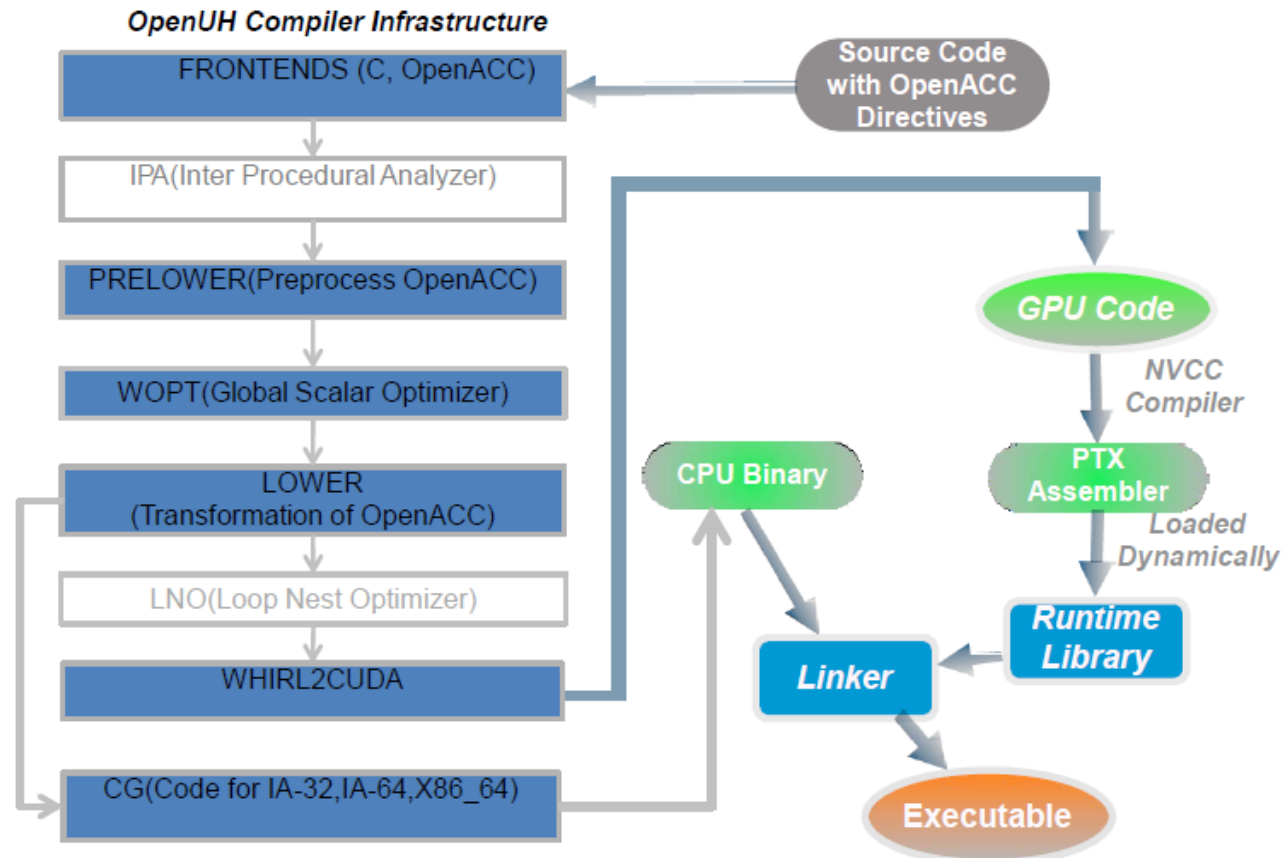 OpenUH Compiler Infrastructure
FRONTENDS (C, OpenACC)
Source Code
with OpenACC
Directives
IPA(Inter Procedural Analyzer)
PRELOWER(Preprocess OpenACC)
WOPT(Global Scalar Optimizer)
LOWER
(Transformation of OpenACC)
LNO(Loop Nest Optimizer)
WHIRL2CUDA
CG(Code for IA-32,IA-64,X86_64)
GPU Code
NVCC
Compiler
PTX
Assembler
Loaded
Dynamically
Runtime
Library
CPU Binary
Linker
Executable